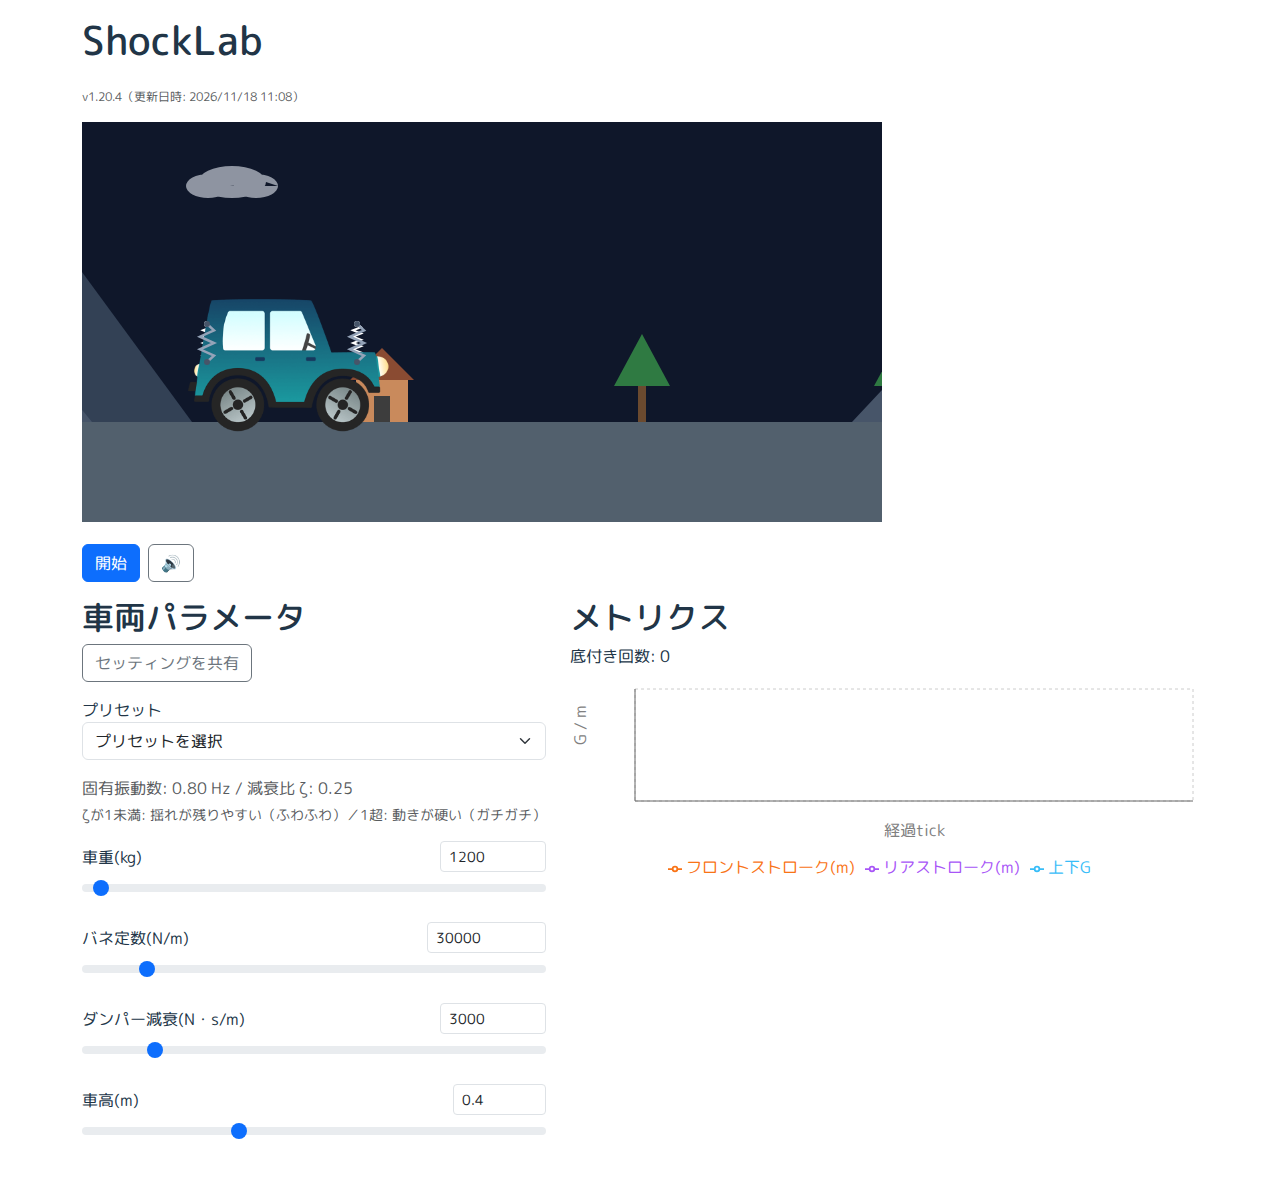 ShockLab
v1.20.4（更新日時: 2026/11/18 11:08）
開始
車両パラメータ
セッティングを共有
プリセット
プリセットを選択
固有振動数: 0.80 Hz / 減衰比 ζ: 0.25
ζが1未満: 揺れが残りやすい（ふわふわ）／1超: 動きが硬い（ガチガチ）
車重(kg)
1200
バネ定数(N/m)
30000
ダンパー減衰(N・s/m)
3000
車高(m)
0.4
メトリクス
底付き回数: 0
G / m
経過tick
フロントストローク(m) リアストローク(m) 上下G